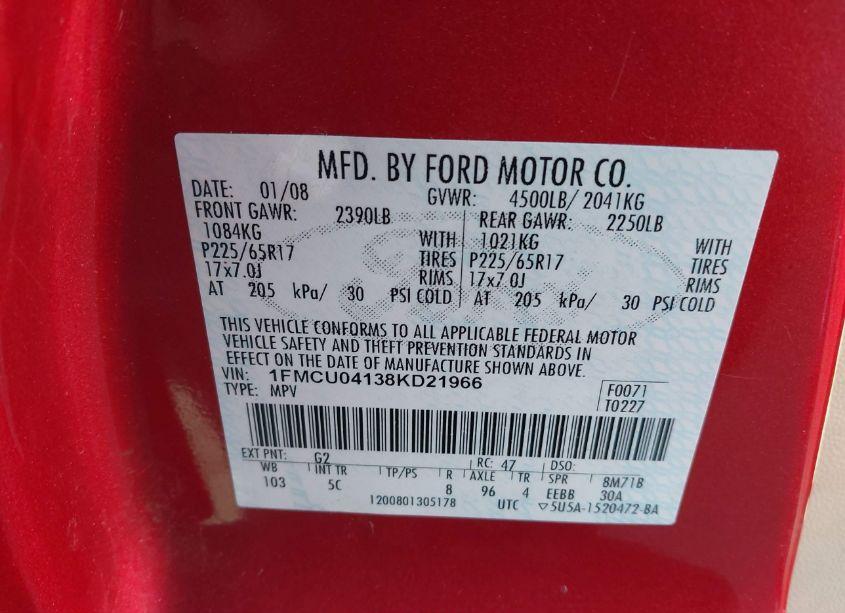 MFD. BY FORD MOTOR CO.
DATE: 01/08 GVWR: 4500LB/ 2041KG
FRONT GAWR: 2390LB REAR GAWR: 2250LB
1084KG WITH 1021KG WITH
P225/65R17 TIRES P225/65R17 TIRES
17x7.0J RIMS 17x7.0J RIMS
AT 205 kPa/ 30 PSI COLD AT 205 kPa/ 30 PSI COLD
THIS VEHICLE CONFORMS TO ALL APPLICABLE FEDERAL MOTOR
VEHICLE SAFETY AND THEFT PREVENTION STANDARDS IN
EFFECT ON THE DATE OF MANUFACTURE SHOWN ABOVE.
VIN: 1FMCU04138KD21966
TYPE: MPV F0071
T0227
EXT PNT: G2 RC: 47 DSO:
WB INT TR TP/PS R AXLE TR SPR 8M71B
103 5C 8 96 4 EEBB 30A
1200801305178 UTC ▽5U5A-1520472-BA